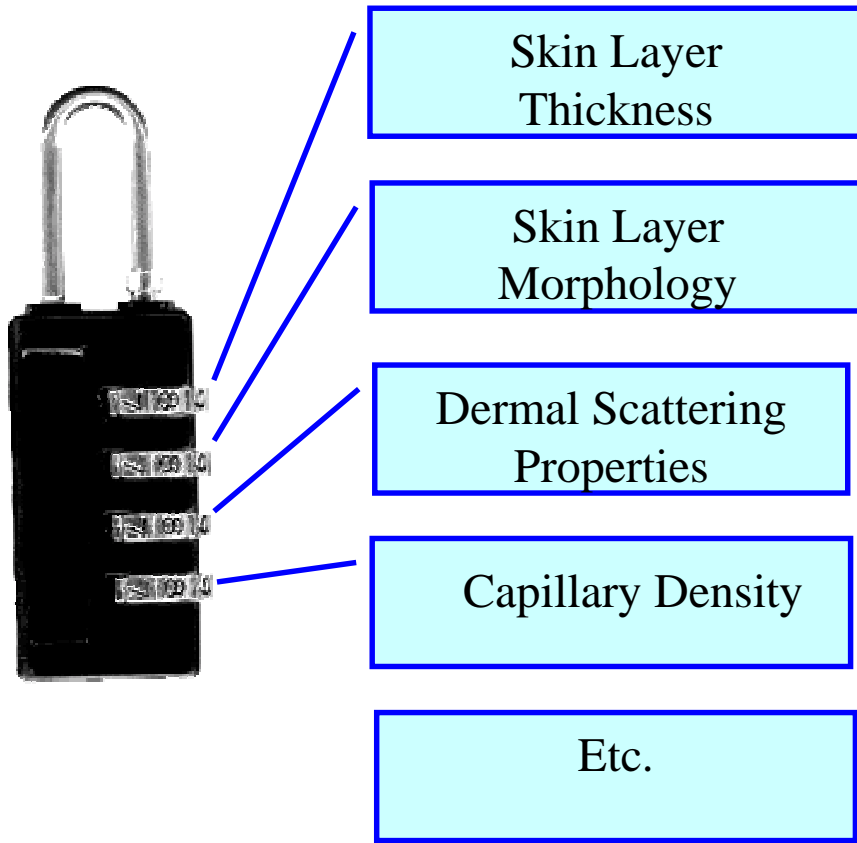 Skin Layer
Thickness
Skin Layer
Morphology
Dermal Scattering
Properties
Capillary Density
Etc.